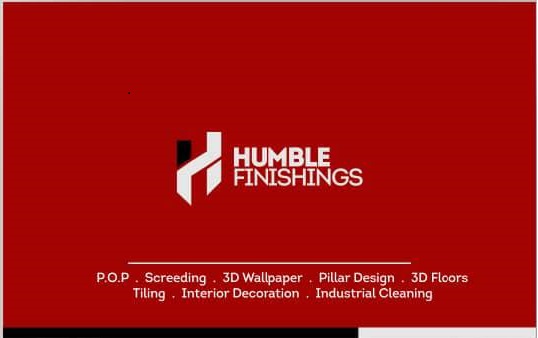 HUMBLE
FINISHINGS
P.O.P . Screeding . 3D Wallpaper . Pillar Design . 3D Floors
Tiling . Interior Decoration . Industrial Cleaning